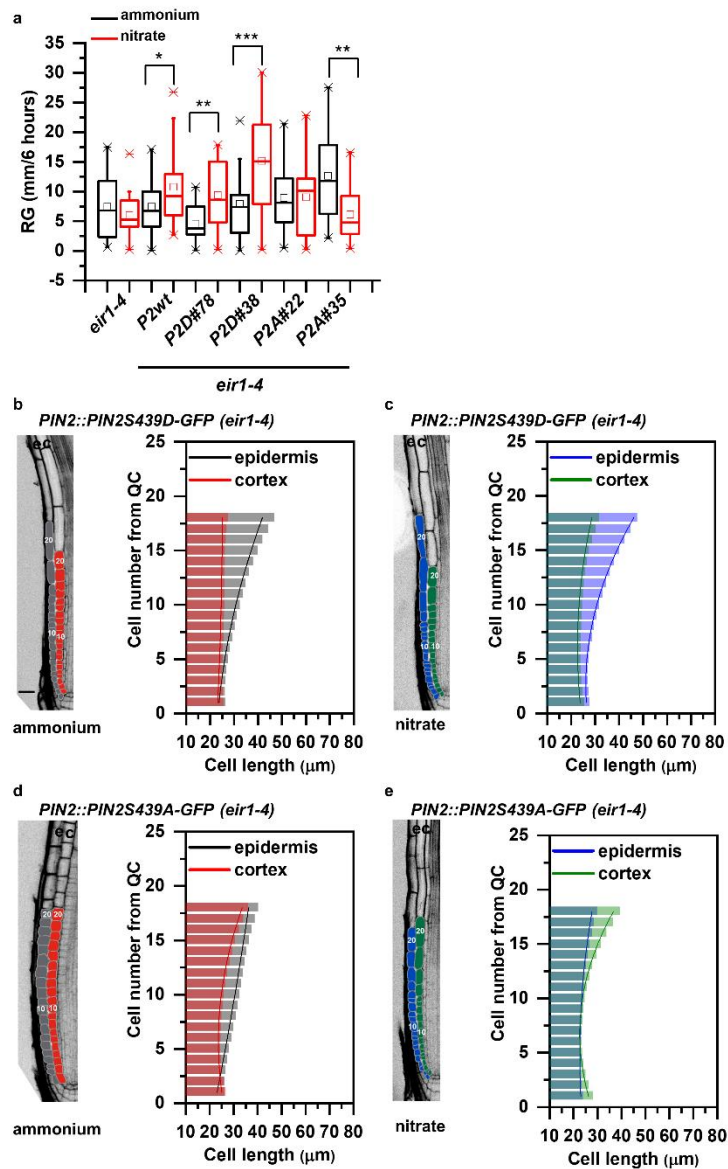 a
ammonium
nitrate
RG (mm/6 hours)
35
30
25
20
15
10
5
0
-5
*
**
***
**
eir1-4
P2wt
P2D#78
P2D#38
P2A#22
P2A#35
eir1-4
b
PIN2::PIN2S439D-GFP (eir1-4)
e c
20
20
10
10
ammonium
Cell number from QC
25
20
15
10
5
0
epidermis
cortex
10 20 30 40 50 60 70 80
Cell length (μm)
c
PIN2::PIN2S439D-GFP (eir1-4)
e c
20
20
10
10
nitrate
Cell number from QC
25
20
15
10
5
0
epidermis
cortex
10 20 30 40 50 60 70 80
Cell length (μm)
d
PIN2::PIN2S439A-GFP (eir1-4)
e c
20 20
10 10
ammonium
Cell number from QC
25
20
15
10
5
0
epidermis
cortex
10 20 30 40 50 60 70 80
Cell length (μm)
e
PIN2::PIN2S439A-GFP (eir1-4)
e c
20
20
10
10
nitrate
Cell number from QC
25
20
15
10
5
0
epidermis
cortex
10 20 30 40 50 60 70 80
Cell length (μm)